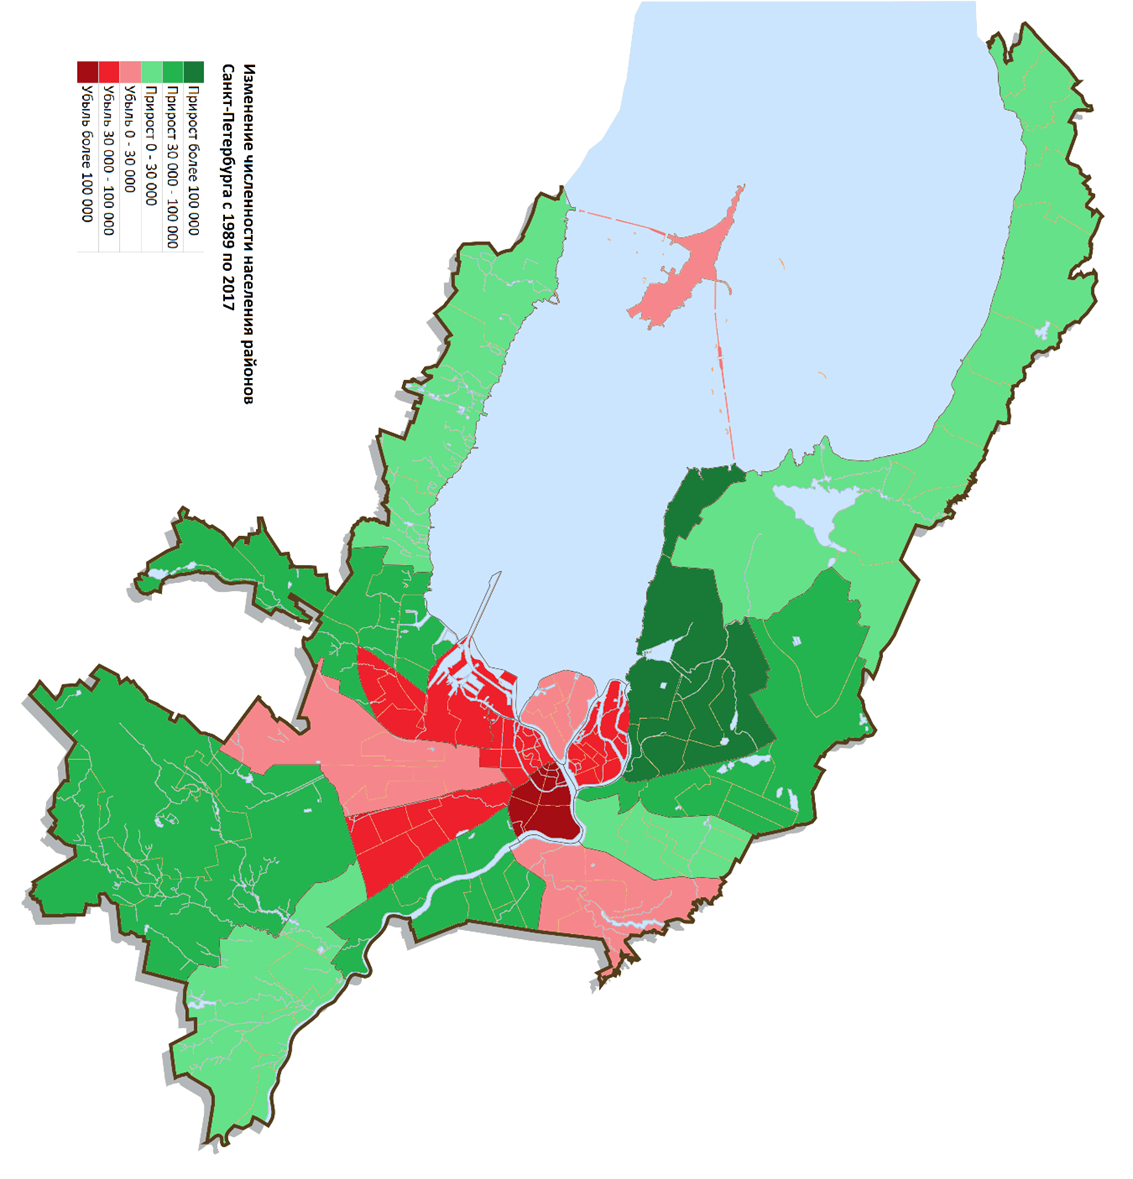 Изменение численности населения районов
Санкт-Петербурга с 1989 по 2017
Прирост более 100 000
Прирост 30 000 - 100 000
Прирост 0 - 30 000
Убыль 0 - 30 000
Убыль 30 000 - 100 000
Убыль более 100 000